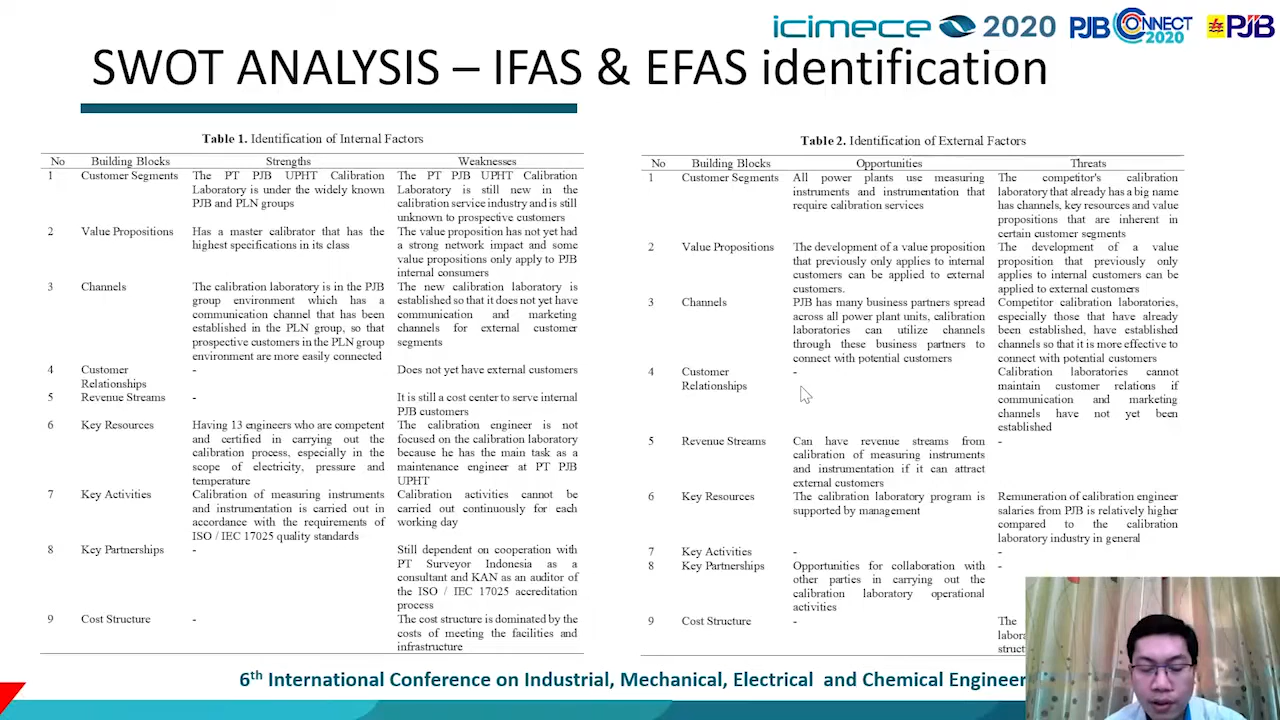 icimece 2020 PJB CONNECT 2020 PJB
SWOT ANALYSIS – IFAS & EFAS identification
Table 1. Identification of Internal Factors
No Building Blocks Strengths Weaknesses
1 Customer Segments The PT PJB UPHT Calibration The PT PJB UPHT Calibration
Laboratory is under the widely known Laboratory is still new in the
PJB and PLN groups calibration service industry and is still
unknown to prospective customers
2 Value Propositions Has a master calibrator that has the The value proposition has not yet had
highest specifications in its class a strong network impact and some
value propositions only apply to PJB
internal consumers
3 Channels The calibration laboratory is in the PJB The new calibration laboratory is
group environment which has a established so that it does not yet have
communication channel that has been communication and marketing
established in the PLN group, so that channels for external customer
prospective customers in the PLN group segments
environment are more easily connected
4 Customer - Does not yet have external customers
Relationships
5 Revenue Streams - It is still a cost center to serve internal
PJB customers
6 Key Resources Having 13 engineers who are competent The calibration engineer is not
and certified in carrying out the focused on the calibration laboratory
calibration process, especially in the because he has the main task as a
scope of electricity, pressure and maintenance engineer at PT PJB
temperature UPHT
7 Key Activities Calibration of measuring instruments Calibration activities cannot be
and instrumentation is carried out in carried out continuously for each
accordance with the requirements of working day
ISO / IEC 17025 quality standards
8 Key Partnerships - Still dependent on cooperation with
PT Surveyor Indonesia as a
consultant and KAN as an auditor of
the ISO / IEC 17025 accreditation
process
9 Cost Structure - The cost structure is dominated by the
costs of meeting the facilities and
infrastructure
Table 2. Identification of External Factors
No Building Blocks Opportunities Threats
1 Customer Segments All power plants use measuring The competitor's calibration
instruments and instrumentation that laboratory that already has a big name
require calibration services has channels, key resources and value
propositions that are inherent in
certain customer segments
2 Value Propositions The development of a value proposition The development of a value
that previously only applies to internal proposition that previously only
customers can be applied to external applies to internal customers can be
customers. applied to external customers
3 Channels PJB has many business partners spread Competitor calibration laboratories,
across all power plant units, calibration especially those that have already
laboratories can utilize channels been established, have established
through these business partners to channels so that it is more effective to
connect with potential customers connect with potential customers
4 Customer - Calibration laboratories cannot
Relationships maintain customer relations if
communication and marketing
channels have not yet been
established
5 Revenue Streams Can have revenue streams from -
calibration of measuring instruments
and instrumentation if it can attract
external customers
6 Key Resources The calibration laboratory program is Remuneration of calibration engineer
supported by management salaries from PJB is relatively higher
compared to the calibration
laboratory industry in general
7 Key Activities - -
8 Key Partnerships Opportunities for collaboration with -
other parties in carrying out the
calibration laboratory operational
activities
9 Cost Structure - The
6th International Conference on Industrial, Mechanical, Electrical and Chemical Engineer